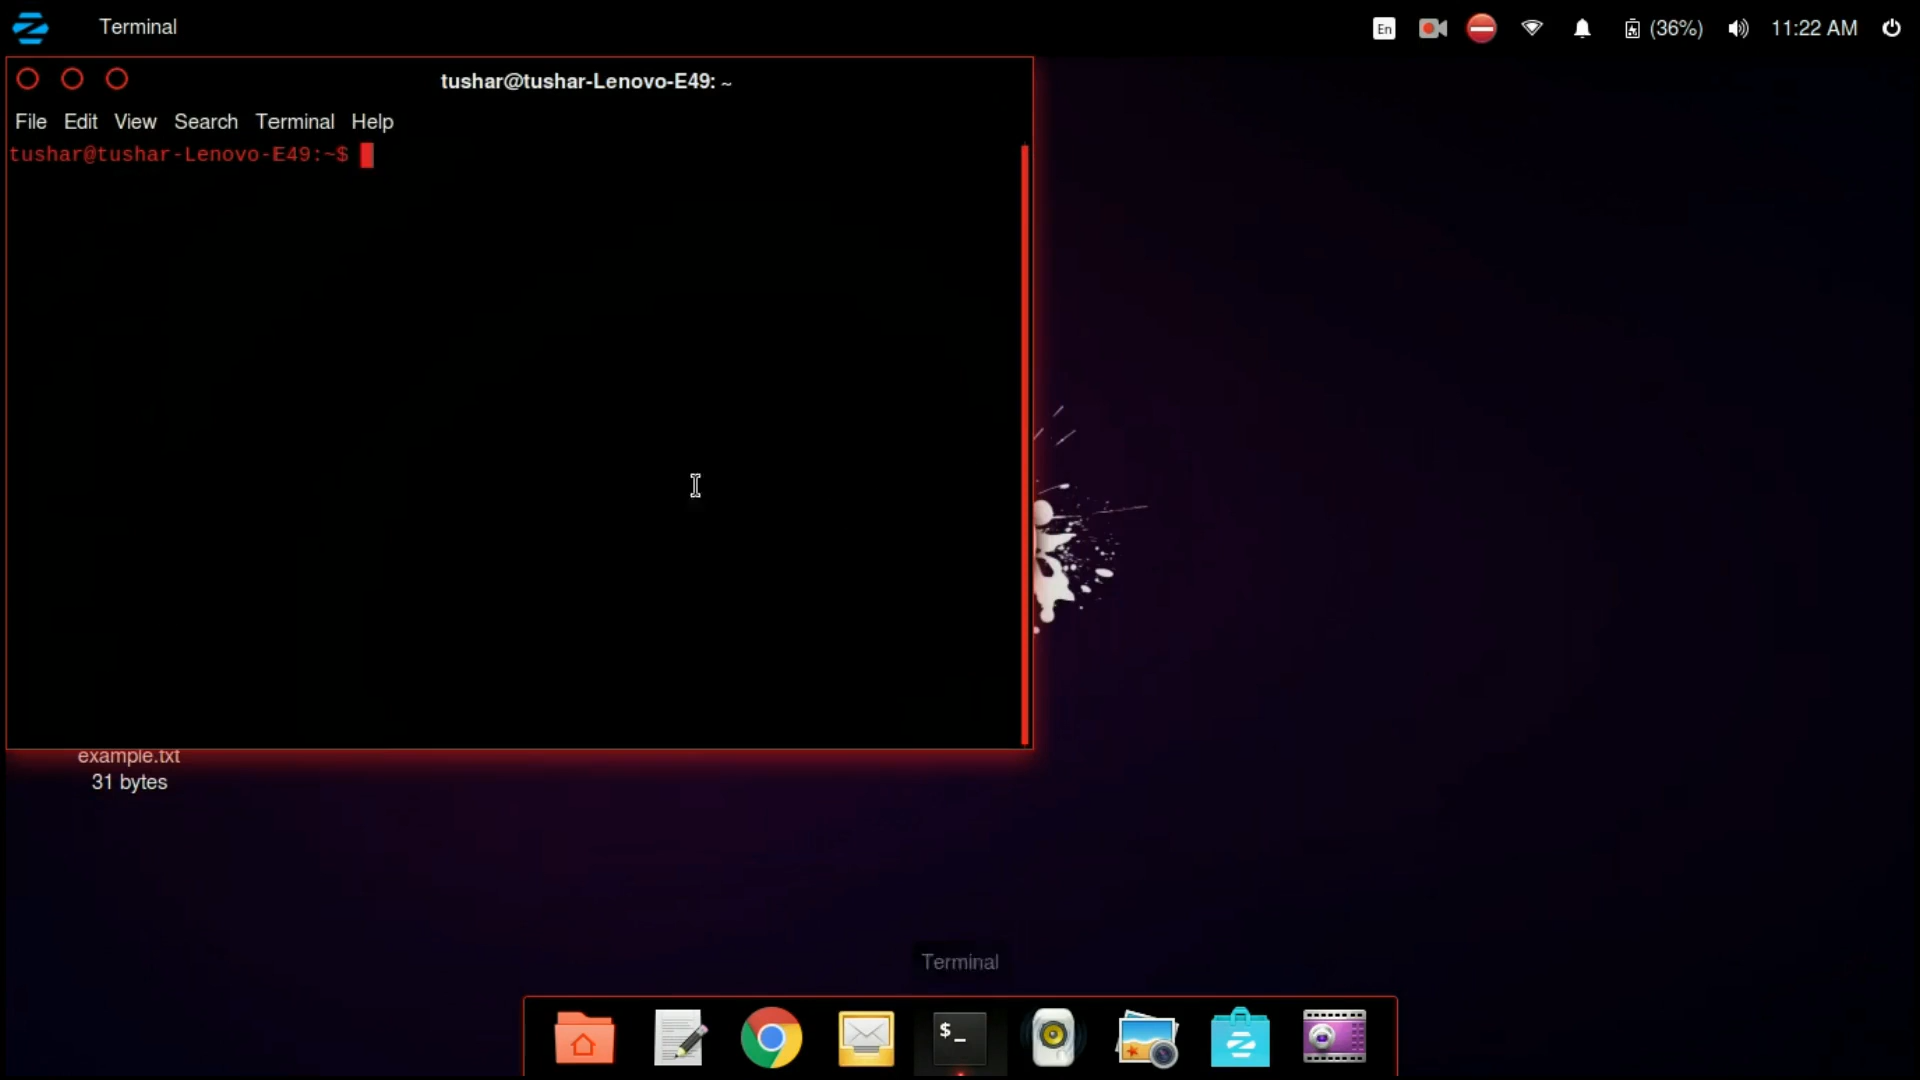 Terminal
En
(36%)
11:22 AM
tushar@tushar-Lenovo-E49: ~
File Edit View Search Terminal Help
tushar@tushar-Lenovo-E49:~$
example.txt
31 bytes
Terminal
$_